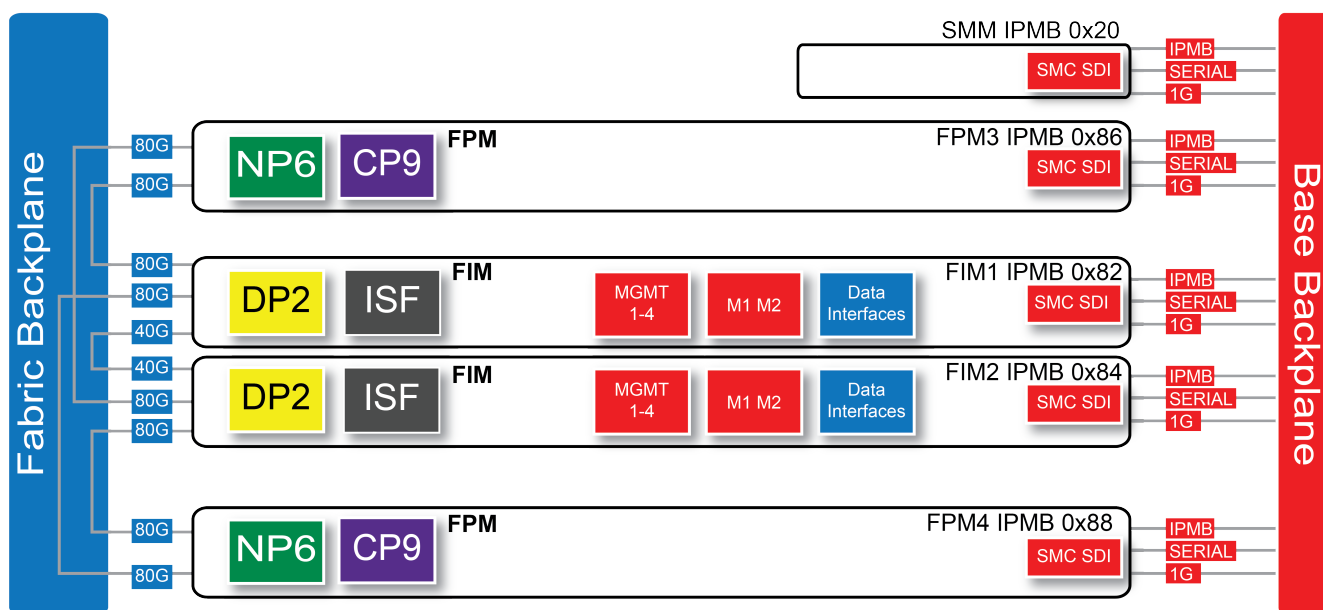 Fabric Backplane
SMM IPMB 0x20
SMC SDI
IPMB
SERIAL
1G
80G
80G
NP6
CP9
FPM
FPM3 IPMB 0x86
SMC SDI
IPMB
SERIAL
1G
80G
80G
40G
DP2
ISF
FIM
MGMT
1-4
M1 M2
Data
Interfaces
FIM1 IPMB 0x82
SMC SDI
IPMB
SERIAL
1G
40G
80G
80G
DP2
ISF
FIM
MGMT
1-4
M1 M2
Data
Interfaces
FIM2 IPMB 0x84
SMC SDI
IPMB
SERIAL
1G
80G
80G
NP6
CP9
FPM
FPM4 IPMB 0x88
SMC SDI
IPMB
SERIAL
1G
Base Backplane